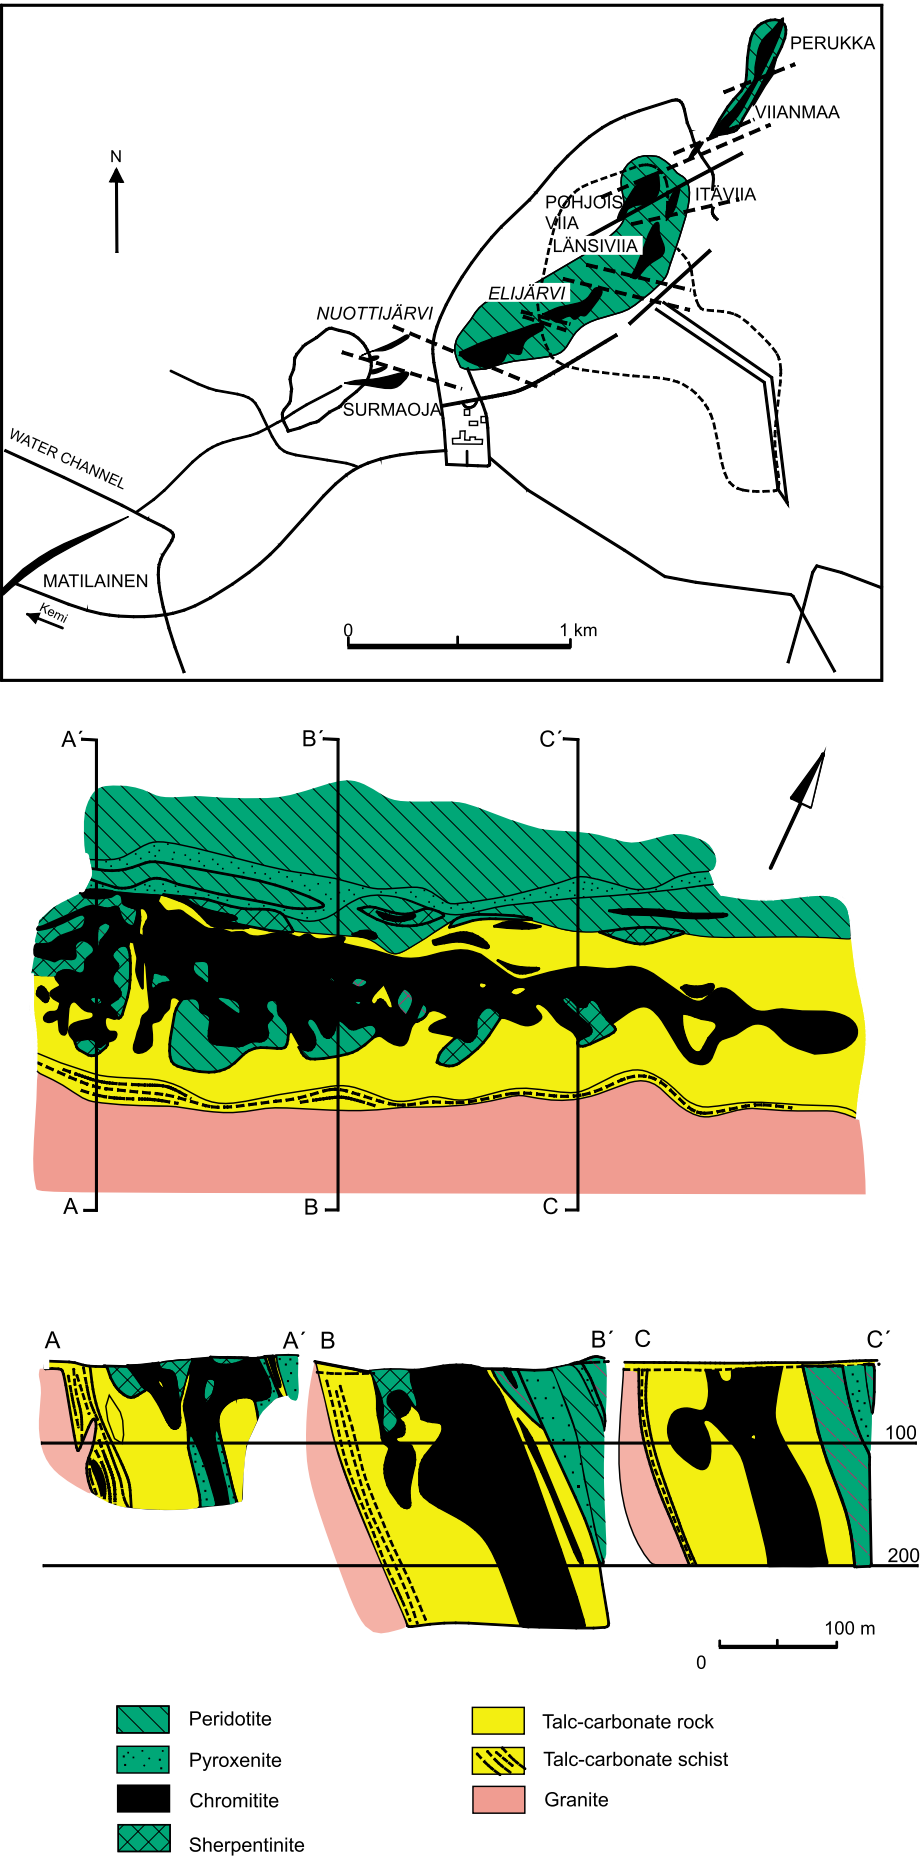 PERUKKA
VIIANMAA
N
ITÄVIIA
POHJOIS
VIIA
LÄNSIVIIA
ELIJÄRVI
NUOTTIJÄRVI
SURMAOJA
WATER CHANNEL
MATILAINEN
Kemi
0 1 km
A´ B´ C´
A B C
A A´ B B´ C C´
100
200
100 m
0
Peridotite
Pyroxenite
Chromitite
Sherpentinite
Talc-carbonate rock
Talc-carbonate schist
Granite